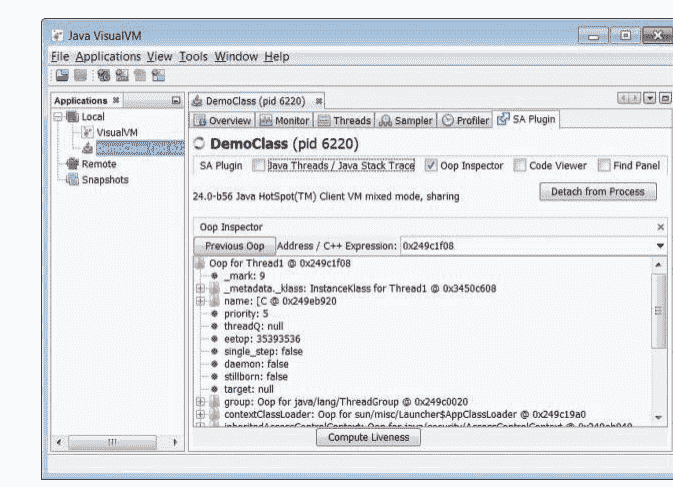 Java VisualVM
File Applications View Tools Window Help
Applications
DemoClass (pid 6220)
Local
VisualVM
Remote
Snapshots
Overview Monitor Threads Sampler Profiler SA Plugin
DemoClass (pid 6220)
SA Plugin Java Threads / Java Stack Trace Oop Inspector Code Viewer Find Panel
24.0-b56 Java HotSpot(TM) Client VM mixed mode, sharing
Detach from Process
Oop Inspector
Previous Oop Address / C++ Expression: 0x249c1f08
Oop for Thread1 @ 0x249c1f08
_mark: 9
_metadata._klass: InstanceKlass for Thread1 @ 0x3450c608
name: [C @ 0x249eb920
priority: 5
threadQ: null
eetop: 35393536
single_step: false
daemon: false
stillborn: false
target: null
group: Oop for java/lang/ThreadGroup @ 0x249c0020
contextClassLoader: Oop for sun/misc/Launcher$AppClassLoader @ 0x249c19a0
Compute Liveness